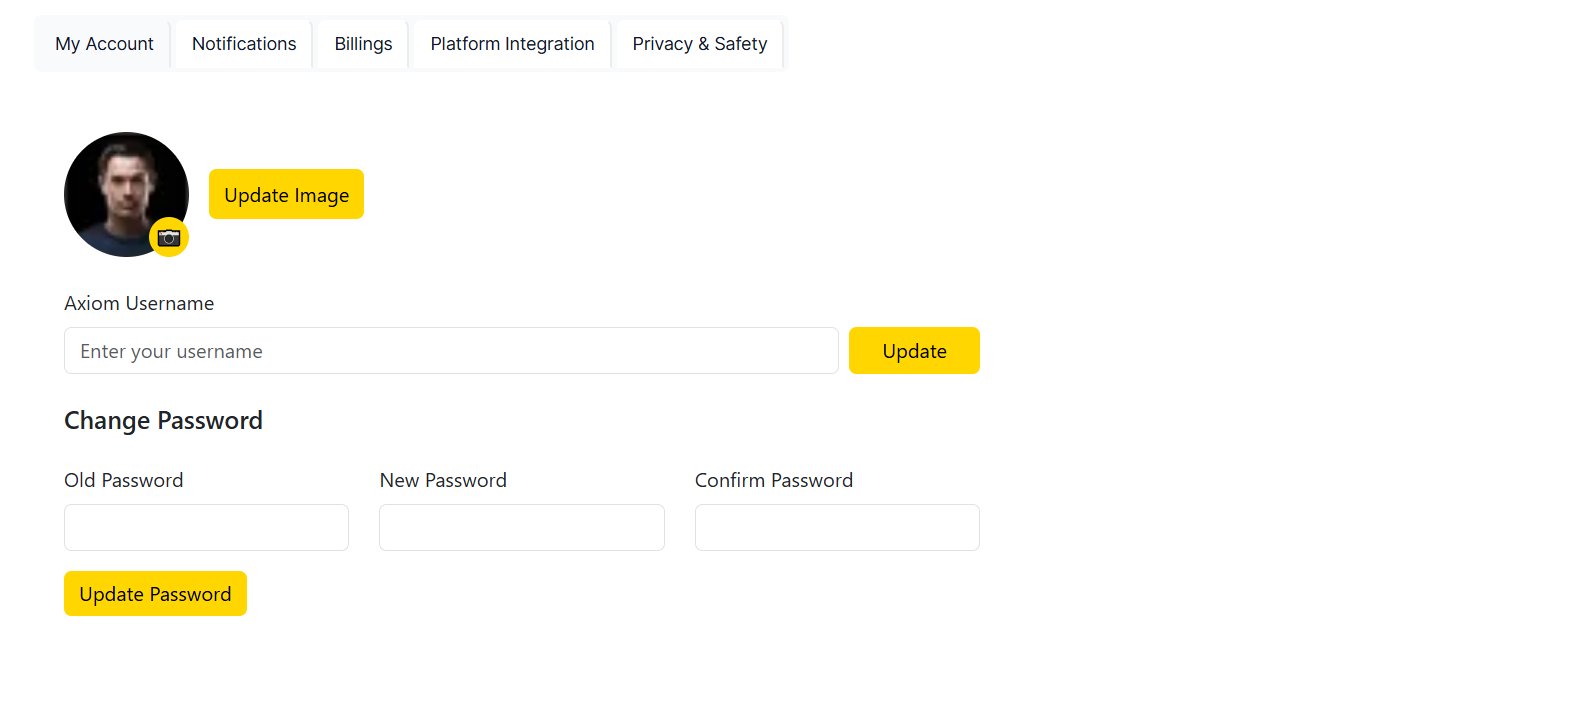 My Account Notifications Billings Platform Integration Privacy & Safety
Update Image
Axiom Username
Enter your username Update
Change Password
Old Password New Password Confirm Password
Update Password